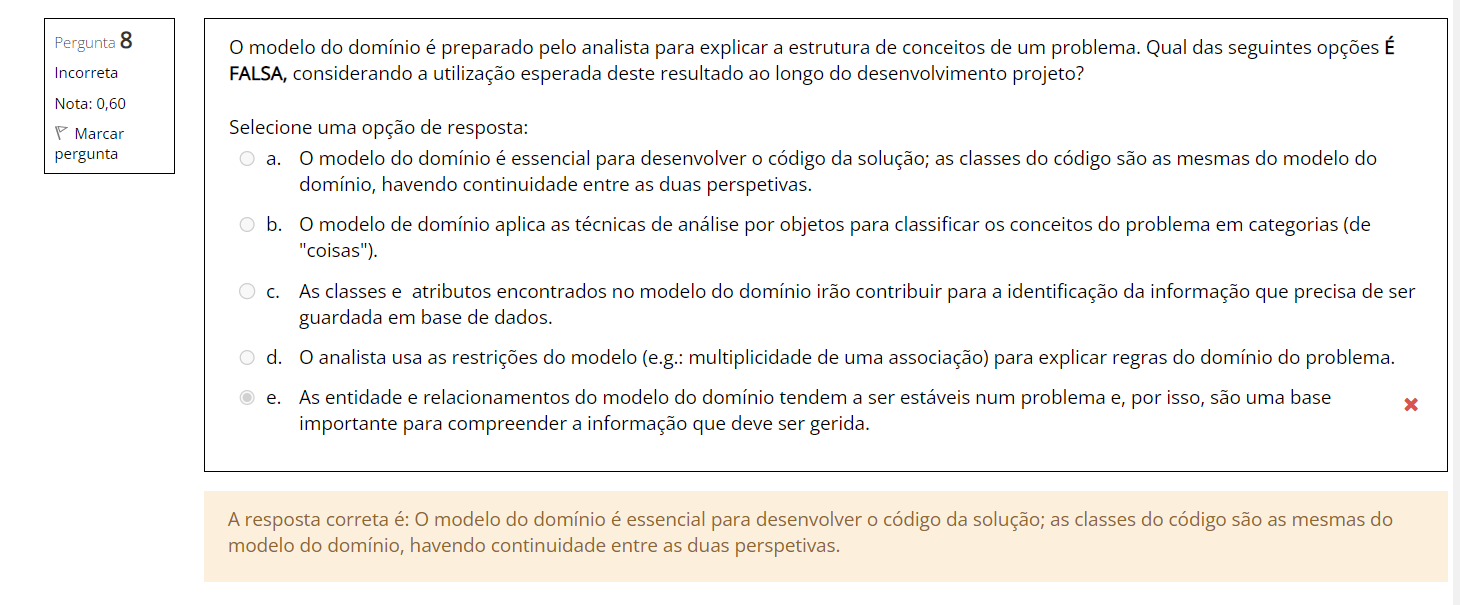 Pergunta 8
Incorreta
Nota: 0,60
Marcar
pergunta
O modelo do domínio é preparado pelo analista para explicar a estrutura de conceitos de um problema. Qual das seguintes opções É
FALSA, considerando a utilização esperada deste resultado ao longo do desenvolvimento projeto?
Selecione uma opção de resposta:
a. O modelo do domínio é essencial para desenvolver o código da solução; as classes do código são as mesmas do modelo do
domínio, havendo continuidade entre as duas perspetivas.
b. O modelo de domínio aplica as técnicas de análise por objetos para classificar os conceitos do problema em categorias (de
"coisas").
c. As classes e atributos encontrados no modelo do domínio irão contribuir para a identificação da informação que precisa de ser
guardada em base de dados.
d. O analista usa as restrições do modelo (e.g.: multiplicidade de uma associação) para explicar regras do domínio do problema.
e. As entidade e relacionamentos do modelo do domínio tendem a ser estáveis num problema e, por isso, são uma base
importante para compreender a informação que deve ser gerida.
A resposta correta é: O modelo do domínio é essencial para desenvolver o código da solução; as classes do código são as mesmas do
modelo do domínio, havendo continuidade entre as duas perspetivas.